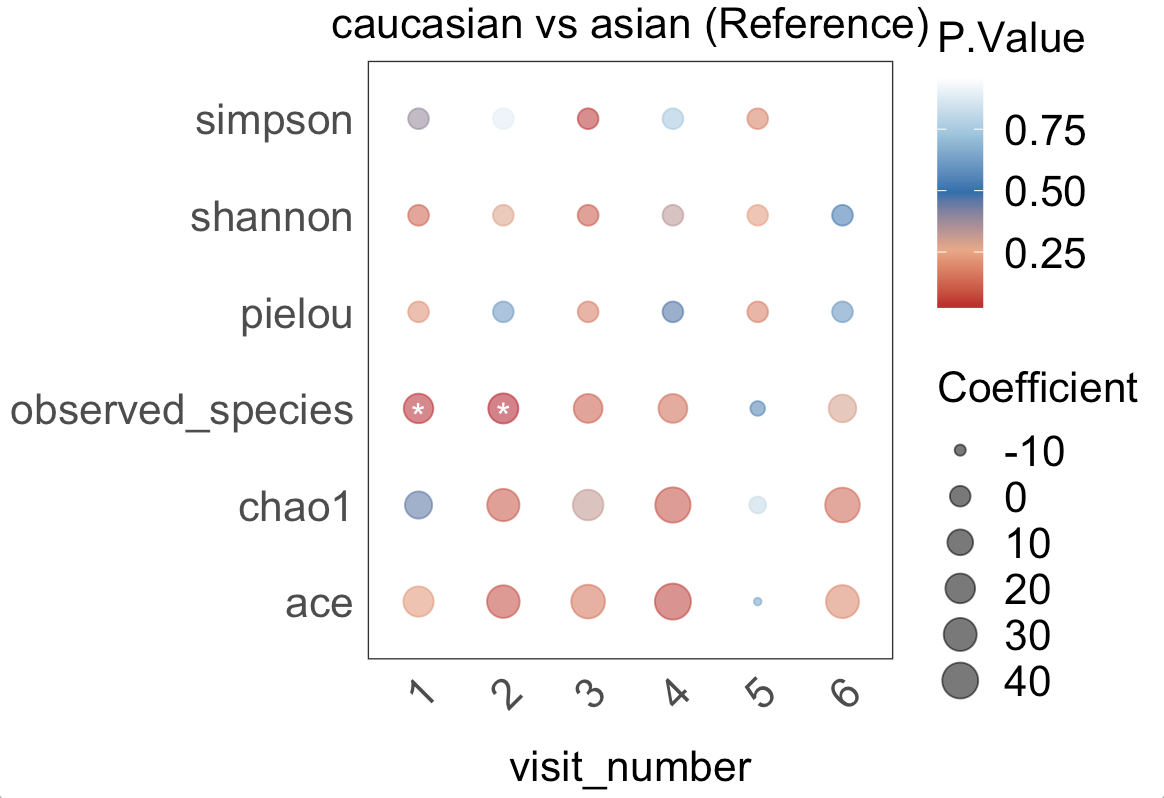 caucasian vs asian (Reference)
P.Value
0.75
0.50
0.25
simpson
shannon
pielou
observed_species
* *
chao1
ace
Coefficient
-10
0
10
20
30
40
1 2 3 4 5 6
visit_number